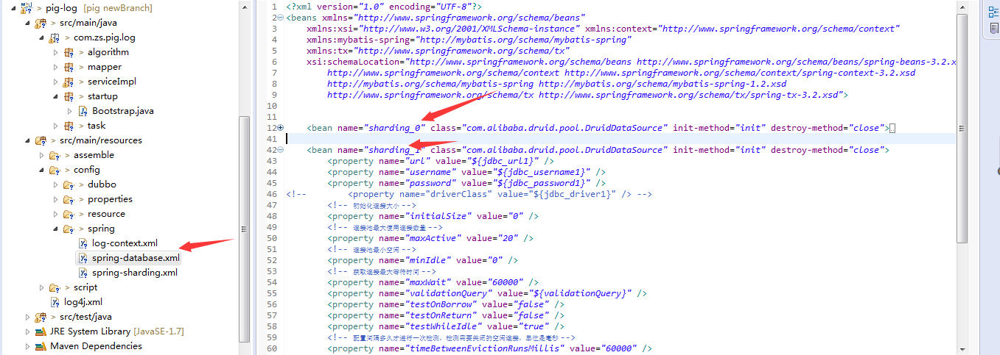 pig-log [pig newBranch]
src/main/java
> com.zs.pig.log
> algorithm
> mapper
> serviceImpl
> startup
> Bootstrap.java
> task
> src/main/resources
> assemble
> config
> dubbo
> properties
> resource
> spring
log-context.xml
spring-database.xml
spring-sharding.xml
> script
log4j.xml
> src/test/java
JRE System Library [JavaSE-1.7]
Maven Dependencies
1 <?xml version="1.0" encoding="UTF-8"?>
2 <beans xmlns="http://www.springframework.org/schema/beans"
3 xmlns:xsi="http://www.w3.org/2001/XMLSchema-instance" xmlns:context="http://www.springframework.org/schema/context"
4 xmlns:mybatis-spring="http://mybatis.org/schema/mybatis-spring"
5 xmlns:tx="http://www.springframework.org/schema/tx"
6 xsi:schemaLocation="http://www.springframework.org/schema/beans http://www.springframework.org/schema/beans/spring-beans-3.2.x
7 http://www.springframework.org/schema/context http://www.springframework.org/schema/context/spring-context-3.2.xsd
8 http://mybatis.org/schema/mybatis-spring http://mybatis.org/schema/mybatis-spring-1.2.xsd
9 http://www.springframework.org/schema/tx http://www.springframework.org/schema/tx/spring-tx-3.2.xsd">
10
11
12 <bean name="sharding_0" class="com.alibaba.druid.pool.DruidDataSource" init-method="init" destroy-method="close">
41
42 <bean name="sharding_1" class="com.alibaba.druid.pool.DruidDataSource" init-method="init" destroy-method="close">
43 <property name="url" value="${jdbc_url1}" />
44 <property name="username" value="${jdbc_username1}" />
45 <property name="password" value="${jdbc_password1}" />
46 <!-- <property name="driverClass" value="${jdbc_driver1}" /> -->
47 <!-- 初始化连接大小 -->
48 <property name="initialSize" value="0" />
49 <!-- 连接池最大使用连接数量 -->
50 <property name="maxActive" value="20" />
51 <!-- 连接池最小空闲 -->
52 <property name="minIdle" value="0" />
53 <!-- 获取连接最大等待时间 -->
54 <property name="maxWait" value="60000" />
55 <property name="validationQuery" value="${validationQuery}" />
56 <property name="testOnBorrow" value="false" />
57 <property name="testOnReturn" value="false" />
58 <property name="testWhileIdle" value="true" />
59 <!-- 配置间隔多久才进行一次检测，检测需要关闭的空闲连接，单位是毫秒 -->
60 <property name="timeBetweenEvictionRunsMillis" value="60000" />